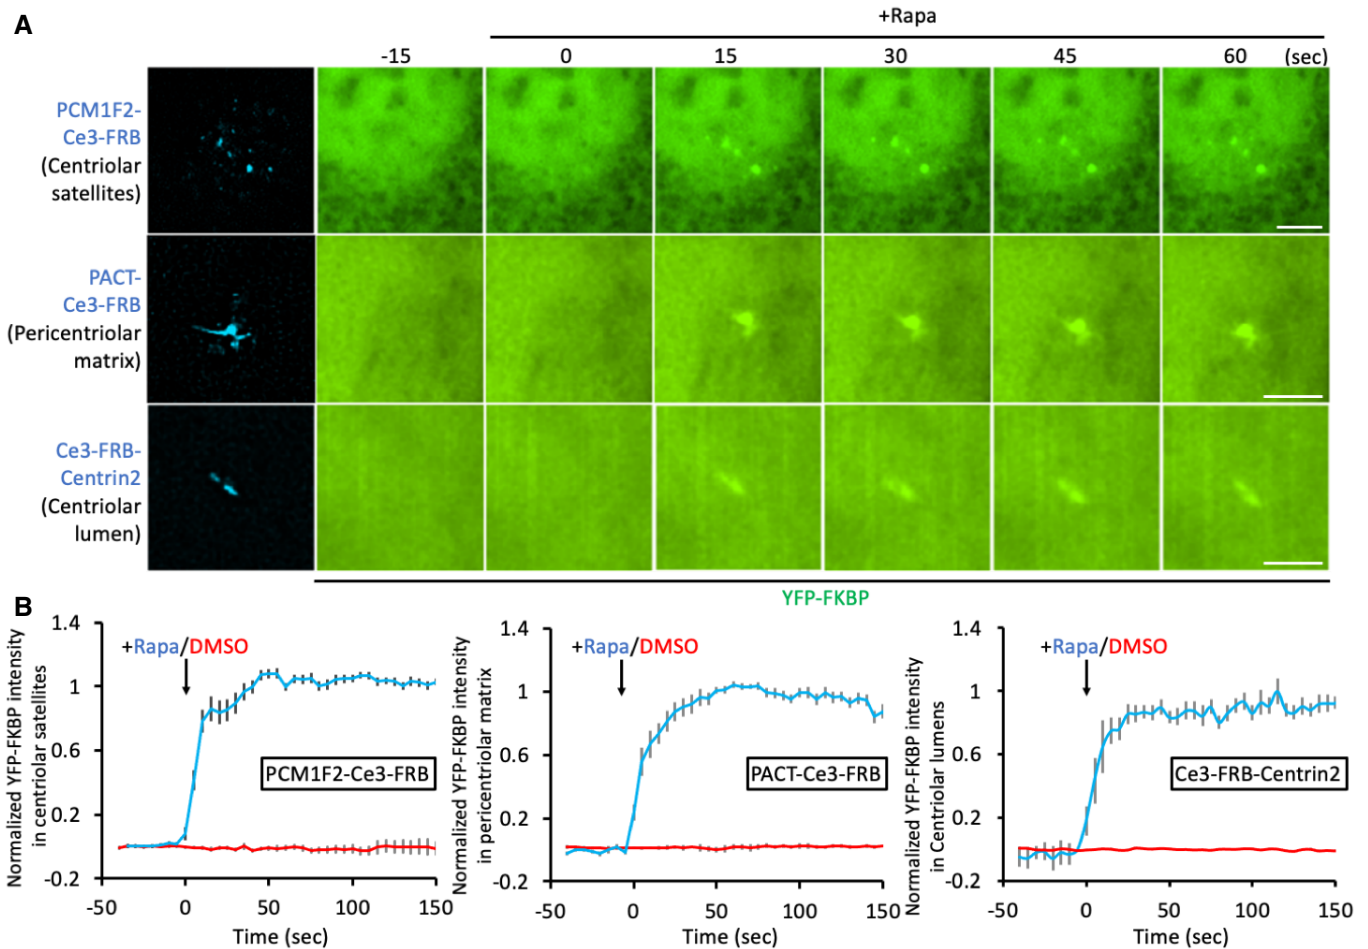 A
+Rapa
-15 0 15 30 45 60 (sec)
PCM1F2-
Ce3-FRB
(Centriolar
satellites)
PACT-
Ce3-FRB
(Pericentriolar
matrix)
Ce3-FRB-
Centrin2
(Centriolar
lumen)
YFP-FKBP
B
Normalized YFP-FKBP intensity
in centriolar satellites
1.4
1
0.6
0.2
-0.2
+Rapa/DMSO
PCM1F2-Ce3-FRB
-50 0 50 100 150
Time (sec)
Normalized YFP-FKBP intensity
in pericentriolar matrix
1.4
1
0.6
0.2
-0.2
+Rapa/DMSO
PACT-Ce3-FRB
-50 0 50 100 150
Time (sec)
Normalized YFP-FKBP intensity
in Centriolar lumens
1.4
1
0.6
0.2
-0.2
+Rapa/DMSO
Ce3-FRB-Centrin2
-50 0 50 100 150
Time (sec)